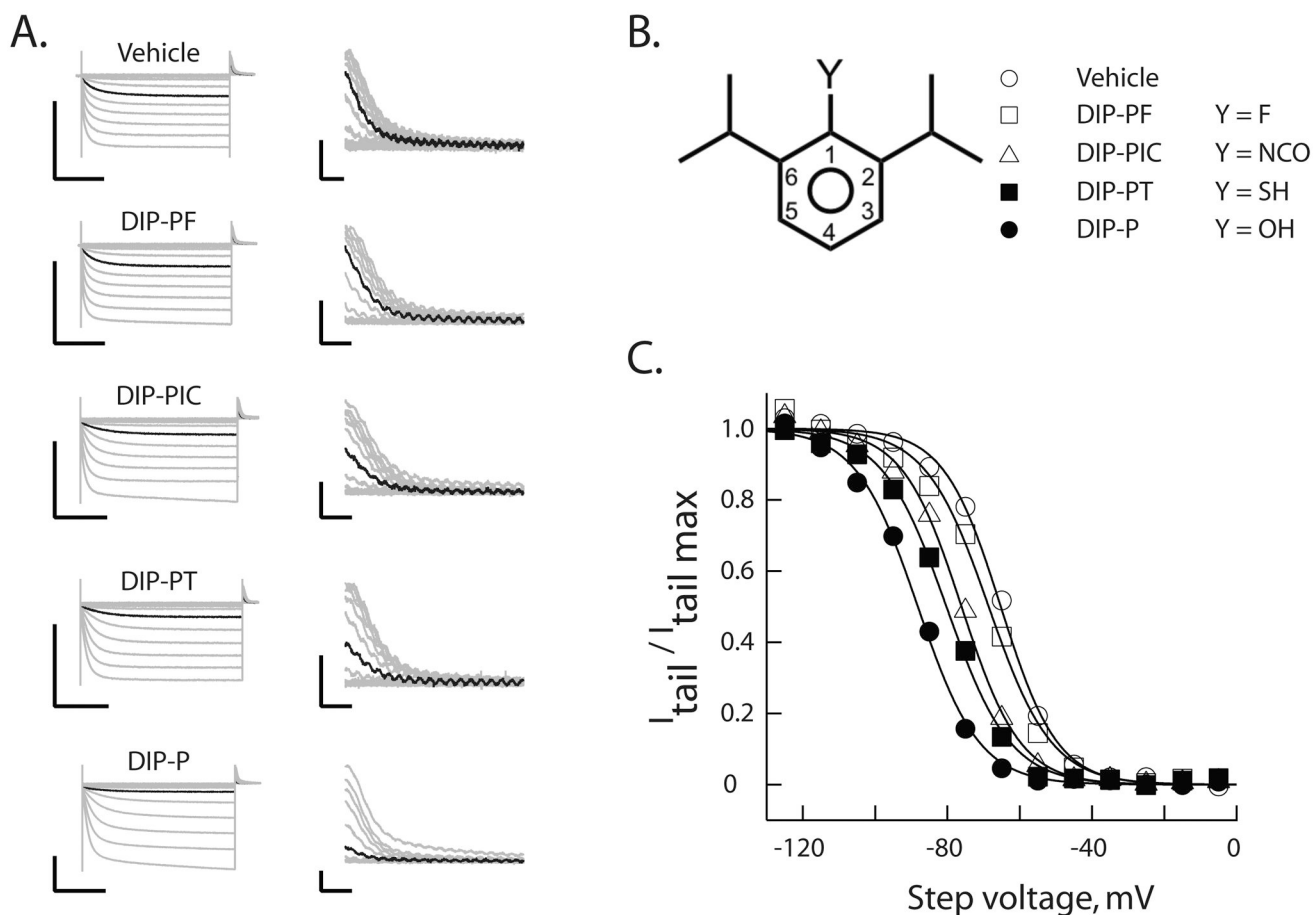 A.
Vehicle
DIP-PF
DIP-PIC
DIP-PT
DIP-P
B.
Y
1
6 2
5 3
4
Vehicle
DIP-PF Y = F
DIP-PIC Y = NCO
DIP-PT Y = SH
DIP-P Y = OH
C.
I tail / I tail max
1.0
0.8
0.6
0.4
0.2
0
-120 -80 -40 0
Step voltage, mV